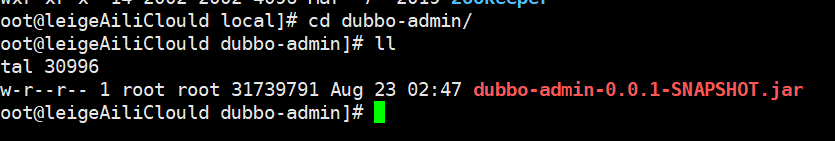 oot@leigeAiliClould local]# cd dubbo-admin/
oot@leigeAiliClould dubbo-admin]# ll
tal 30996
w-r--r-- 1 root root 31739791 Aug 23 02:47 dubbo-admin-0.0.1-SNAPSHOT.jar
oot@leigeAiliClould dubbo-admin]#